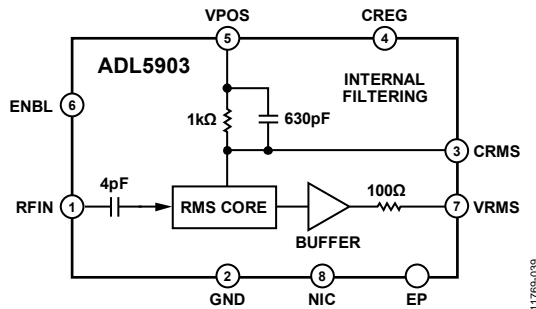 VPOS
CREG
5
4
ADL5903
INTERNAL
FILTERING
ENBL
6
1kΩ
630pF
3
CRMS
4pF
RFIN
1
RMS CORE
100Ω
7
VRMS
BUFFER
2
8
GND
NIC
EP
11769-039